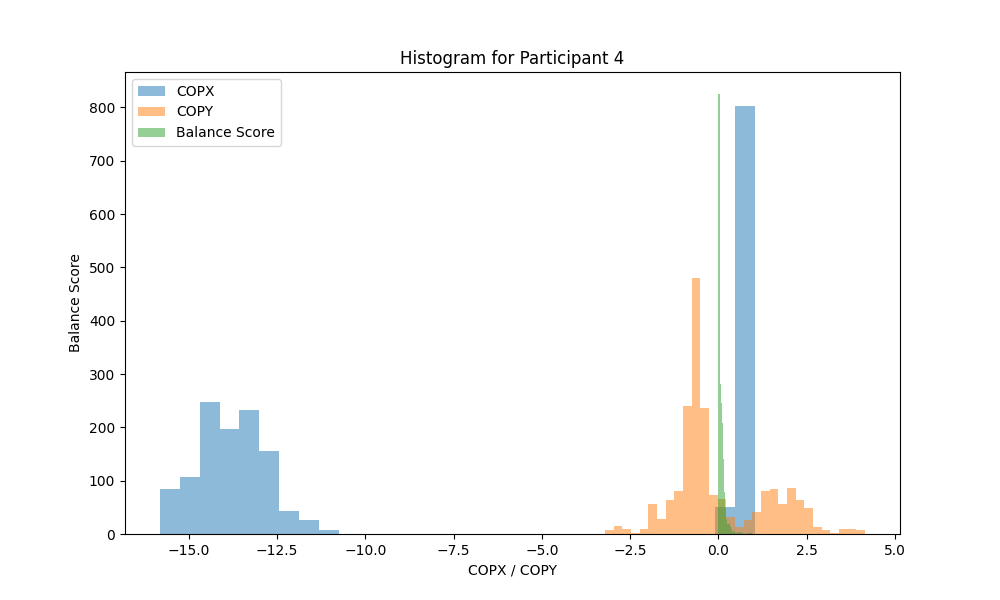 Histogram for Participant 4
COPX
COPY
Balance Score
Balance Score
800
700
600
500
400
300
200
100
0
−15.0 −12.5 −10.0 −7.5 −5.0 −2.5 0.0 2.5 5.0
COPX / COPY